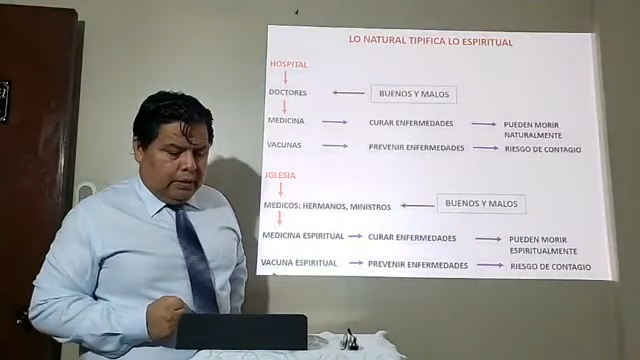 LO NATURAL TIPIFICA LO ESPIRITUAL
HOSPITAL
DOCTORES
BUENOS Y MALOS
MEDICINA
CURAR ENFERMEDADES
PUEDEN MORIR
NATURALMENTE
VACUNAS
PREVENIR ENFERMEDADES
RIESGO DE CONTAGIO
IGLESIA
MEDICOS: HERMANOS, MINISTROS
BUENOS Y MALOS
MEDICINA ESPIRITUAL
CURAR ENFERMEDADES
PUEDEN MORIR
ESPIRITUALMENTE
VACUNA ESPIRITUAL
PREVENIR ENFERMEDADES
RIESGO DE CONTAGIO